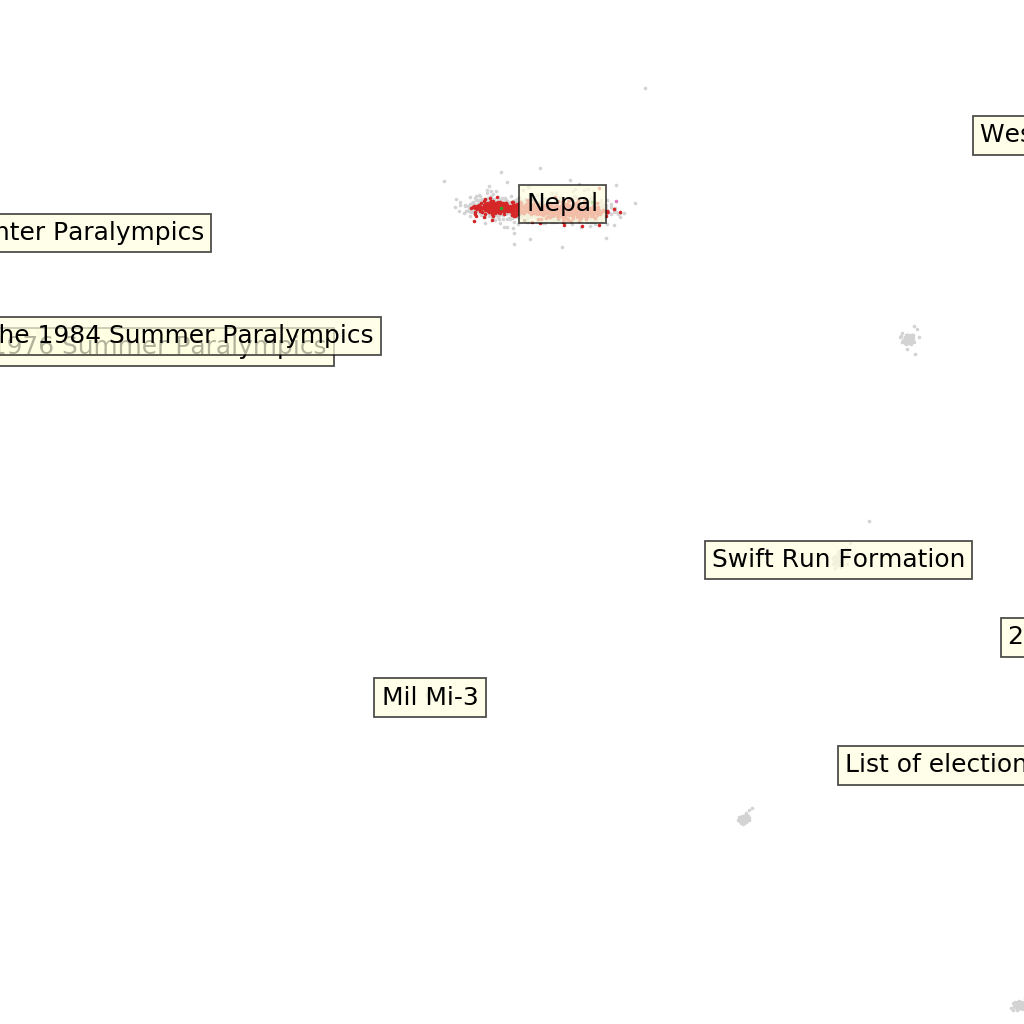 Wes
Nepal
nter Paralympics
he 1984 Summer Paralympics
1976 Summer Paralympics
Swift Run Formation
2
Mil Mi-3
List of election